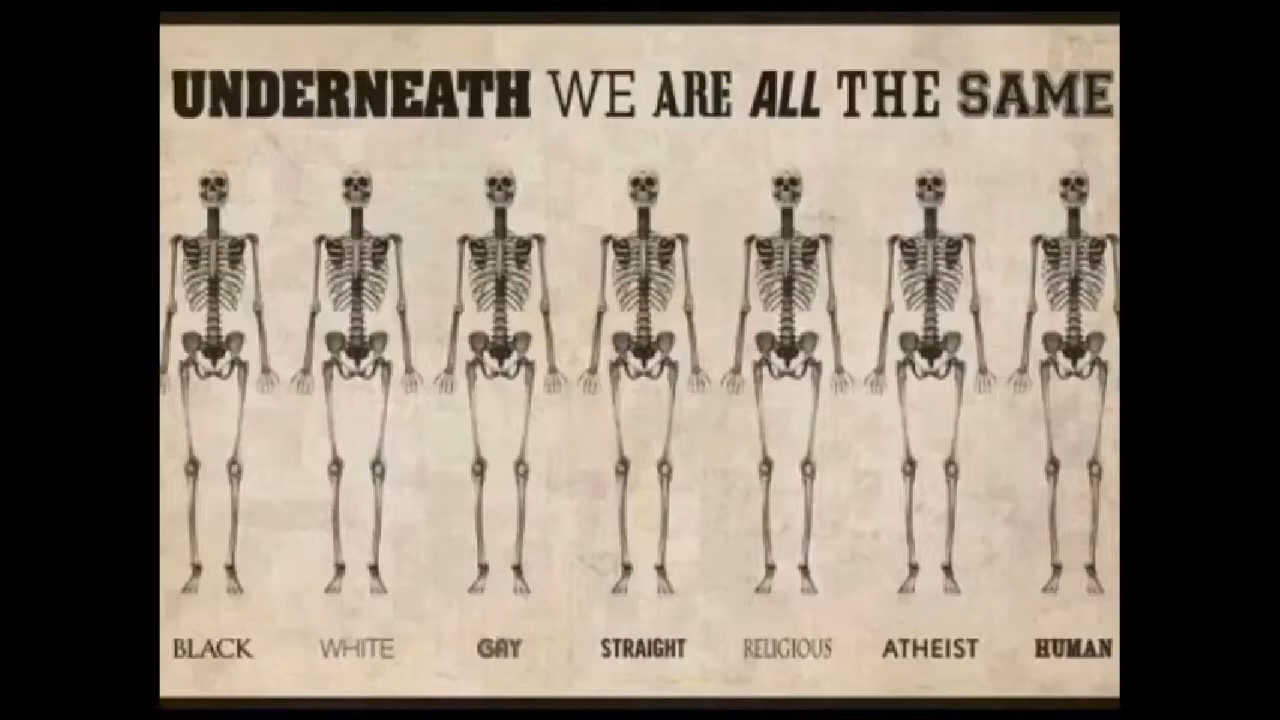 UNDERNEATH WE ARE ALL THE SAME
BLACK WHITE GAY STRAIGHT RELIGIOUS ATHEIST HUMAN